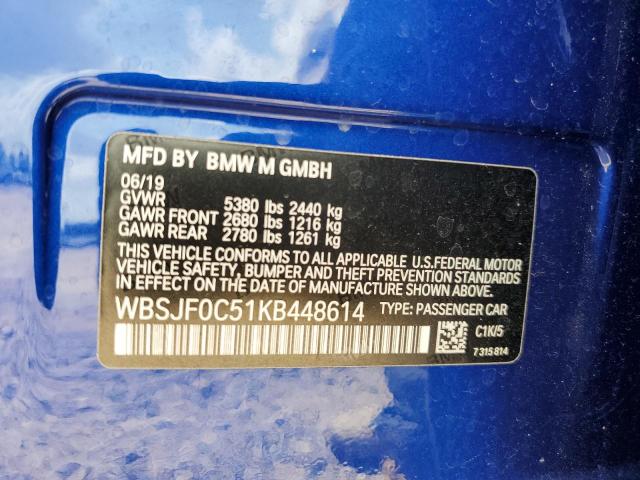 MFD BY BMW M GMBH
06/19
GVWR 5380 lbs 2440 kg
GAWR FRONT 2680 lbs 1216 kg
GAWR REAR 2780 lbs 1261 kg
THIS VEHICLE CONFORMS TO ALL APPLICABLE U.S.FEDERAL MOTOR
VEHICLE SAFETY, BUMPER AND THEFT PREVENTION STANDARDS
IN EFFECT ON THE DATE OF MANUFACTURE SHOWN ABOVE.
WBSJF0C51KB448614 TYPE: PASSENGER CAR
C1K/5
7315814